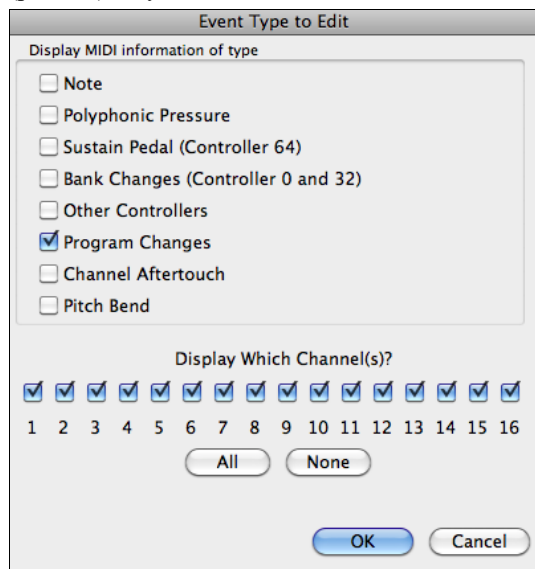 Event Type to Edit
Display MIDI information of type
Note
Polyphonic Pressure
Sustain Pedal (Controller 64)
Bank Changes (Controller 0 and 32)
Other Controllers
Program Changes
Channel Aftertouch
Pitch Bend
Display Which Channel(s)?
1 2 3 4 5 6 7 8 9 10 11 12 13 14 15 16
All None
OK Cancel